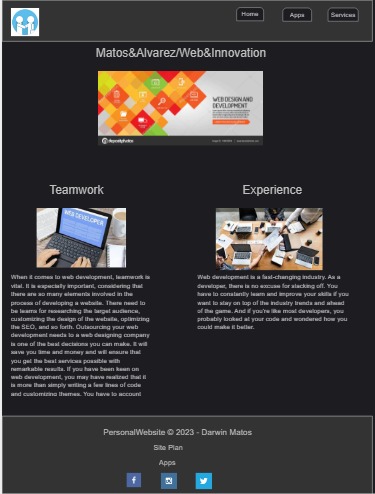 Home Apps Services
Matos&Alvarez/Web&Innovation
WEB DESIGN AND
DEVELOPMENT
depositphotos
Teamwork
Experience
WEB DEVELOPER
When it comes to web development, teamwork is
vital. It is especially important, considering that
there are so many elements involved in the
process of developing a website. There need to
be teams for researching the target audience,
customizing the design of the website, optimizing
the SEO, and so forth. Outsourcing your web
development needs to a web designing company
is one of the best decisions you can make. It will
save you time and money and will ensure that
you get the best services possible with
remarkable results. If you have been keen on
web development, you may have realized that it
is more than simply writing a few lines of code
and customizing themes. You have to account
Web development is a fast-changing industry. As a
developer, there is no excuse for slacking off. You
have to constantly learn and improve your skills if you
want to stay on top of the industry trends and ahead
of the game. And if you're like most developers, you
probably looked at your code and wondered how you
could make it better.
PersonalWebsite © 2023 - Darwin Matos
Site Plan
Apps